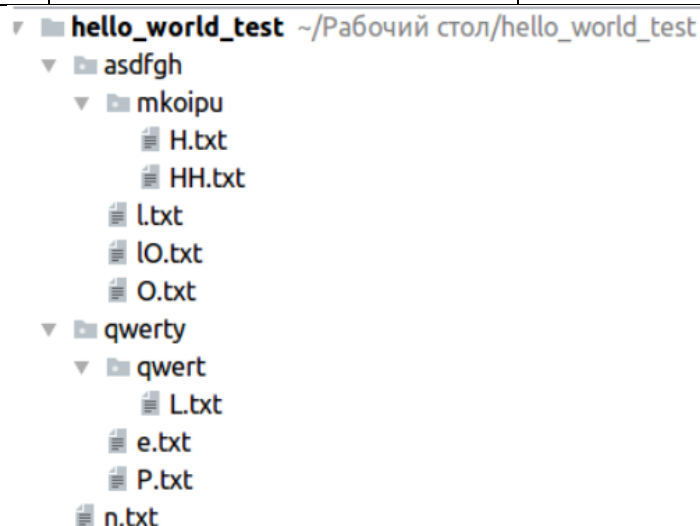 hello_world_test ~/Рабочий стол/hello_world_test
asdfgh
mkoipu
H.txt
HH.txt
l.txt
lO.txt
O.txt
qwerty
qwert
L.txt
e.txt
P.txt
n.txt